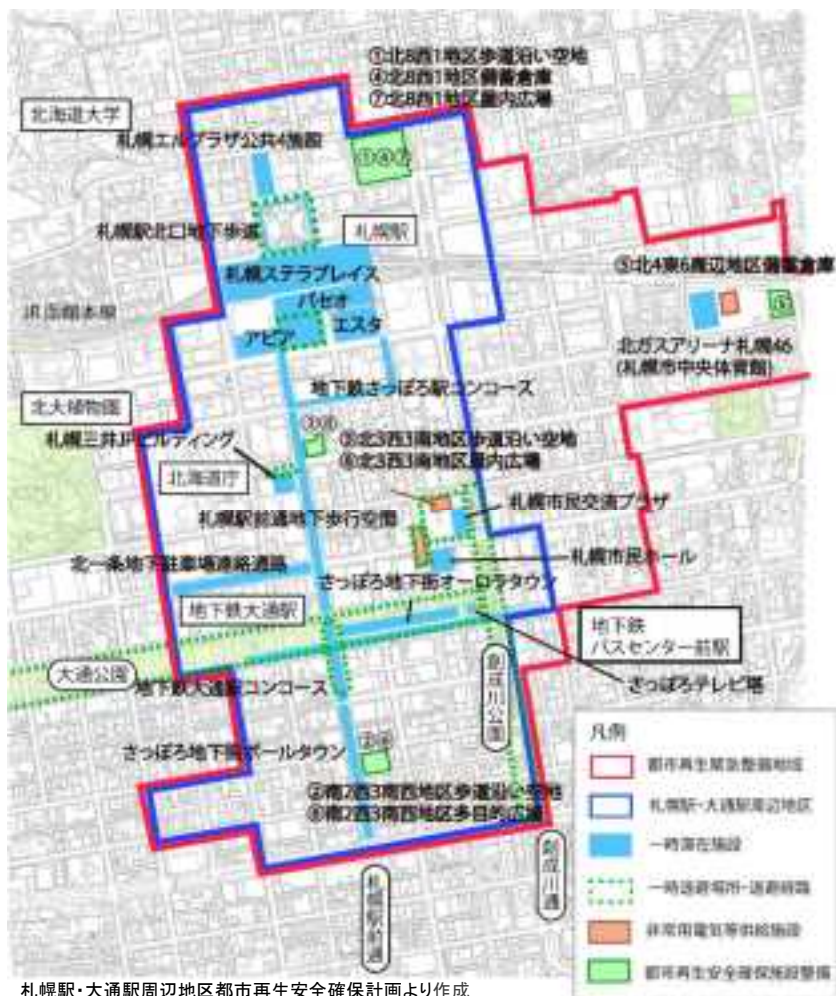 ①北8西1地区歩道沿い空地
④北8西1地区備蓄倉庫
⑦北8西1地区屋内広場
北海道大学
札幌エルプラザ公共4施設
①④⑦
札幌駅北口地下歩道
札幌駅
札幌ステラプレイス
パセオ
アピア
エスタ
JR函館本線
⑤北4東6周辺地区備蓄倉庫
⑤
北ガスアリーナ札幌46
(札幌市中央体育館)
地下鉄さっぽろ駅コンコース
北大植物園
札幌三井JPビルディング
北海道庁
③⑥
③北3西3南地区歩道沿い空地
⑥北3西3南地区屋内広場
札幌市民交流プラザ
札幌駅前通地下歩行空間
札幌市民ホール
北一条地下駐車場連絡通路
さっぽろ地下街オーロラタウン
地下鉄大通駅
地下鉄
バスセンター前駅
大通公園
創成川公園
さっぽろテレビ塔
地下鉄大通駅コンコース
さっぽろ地下街ポールタウン
②⑧
②南2西3南西地区歩道沿い空地
⑧南2西3南西地区多目的広場
札幌駅前通
創成川通
凡例
都市再生緊急整備地域
札幌駅・大通駅周辺地区
一時滞在施設
一時退避場所・退避経路
非常用電気等供給施設
都市再生安全確保施設整備
札幌駅・大通駅周辺地区都市再生安全確保計画より作成